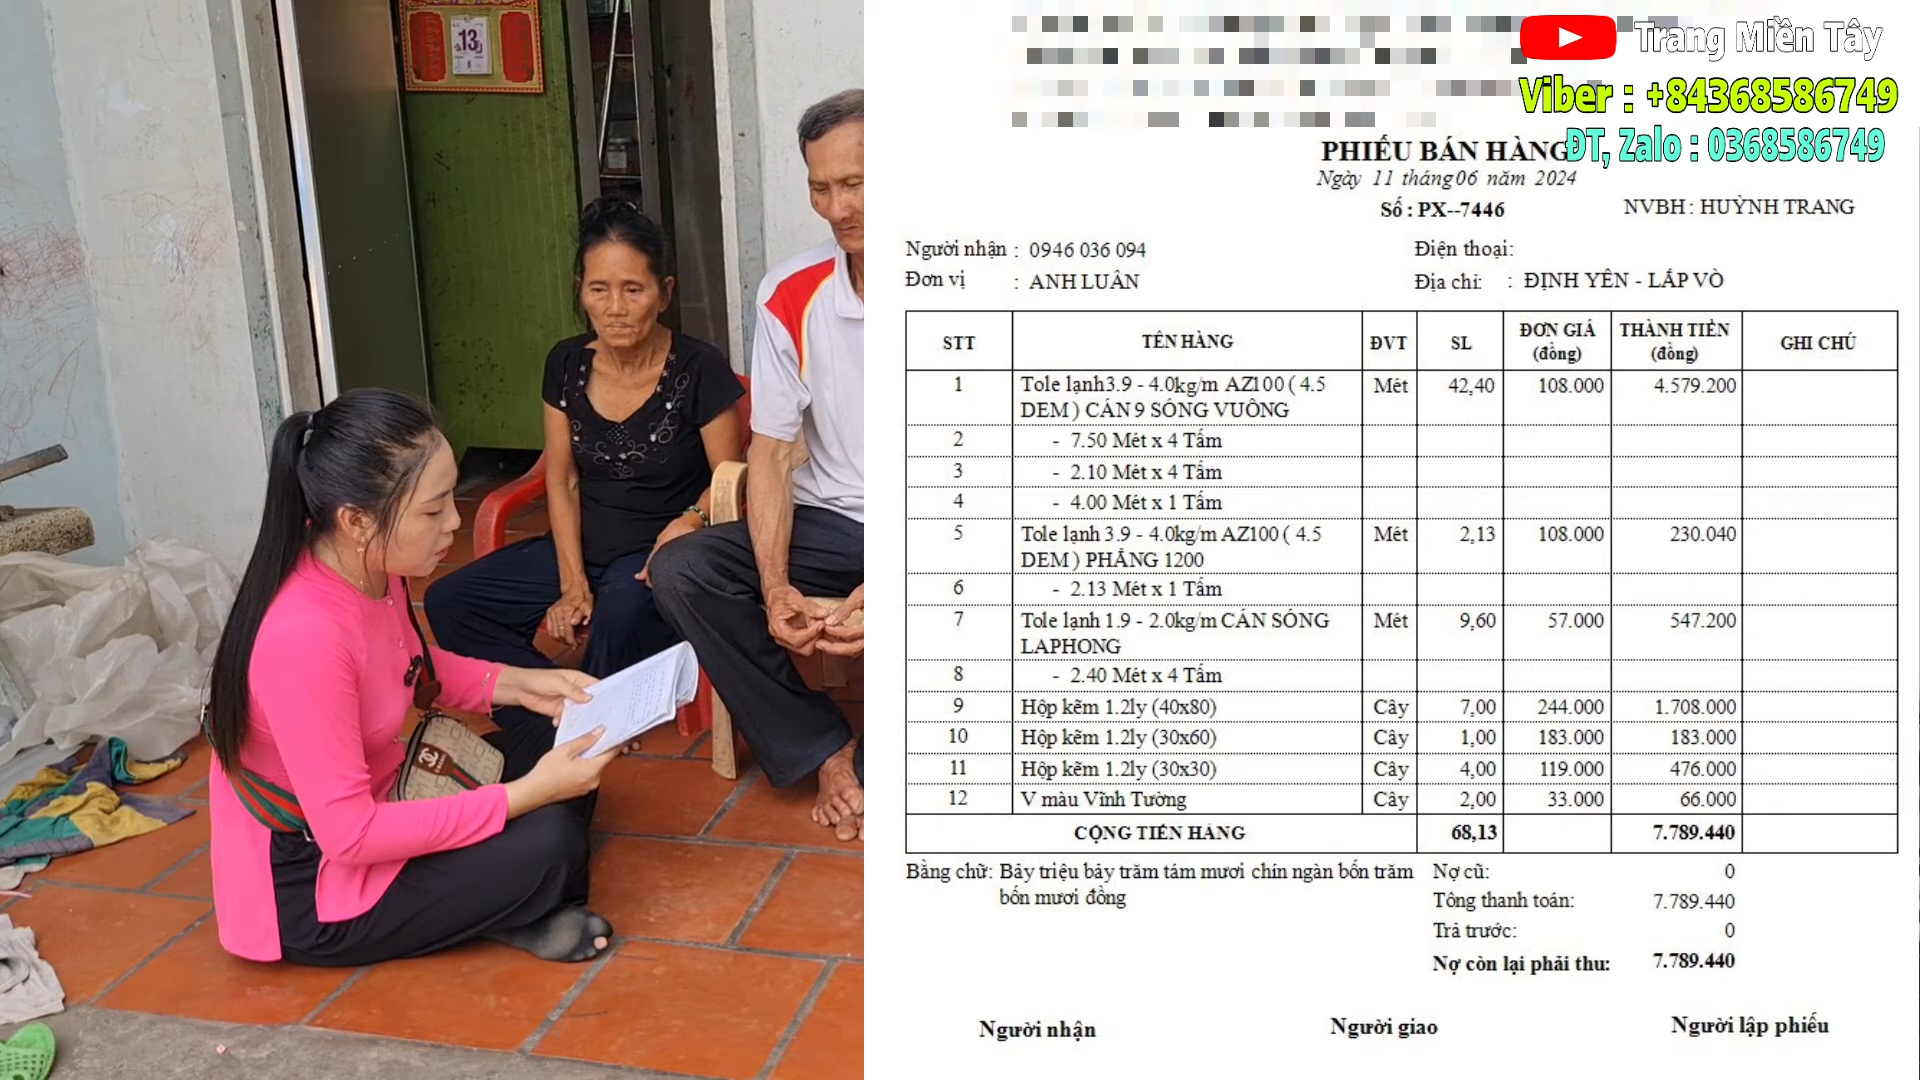 13
Trang Miền Tây
Viber : +84368586749
ĐT, Zalo : 0368586749
PHIẾU BÁN HÀNG
Ngày 11 tháng 06 năm 2024
Số : PX--7446
NVBH : HUỲNH TRANG
Người nhận : 0946 036 094 Điện thoại:
Đơn vị : ANH LUÂN Địa chỉ: : ĐỊNH YÊN - LẤP VÒ
STT TÊN HÀNG ĐVT SL ĐƠN GIÁ (đồng) THÀNH TIỀN (đồng) GHI CHÚ
1 Tole lạnh3.9 - 4.0kg/m AZ100 ( 4.5 Mét 42,40 108.000 4.579.200
DEM ) CÁN 9 SÓNG VUÔNG
2 - 7.50 Mét x 4 Tấm
3 - 2.10 Mét x 4 Tấm
4 - 4.00 Mét x 1 Tấm
5 Tole lạnh 3.9 - 4.0kg/m AZ100 ( 4.5 Mét 2,13 108.000 230.040
DEM ) PHẲNG 1200
6 - 2.13 Mét x 1 Tấm
7 Tole lạnh 1.9 - 2.0kg/m CÁN SÓNG Mét 9,60 57.000 547.200
LAPHONG
8 - 2.40 Mét x 4 Tấm
9 Hộp kẽm 1.2ly (40x80) Cây 7,00 244.000 1.708.000
10 Hộp kẽm 1.2ly (30x60) Cây 1,00 183.000 183.000
11 Hộp kẽm 1.2ly (30x30) Cây 4,00 119.000 476.000
12 V màu Vĩnh Tường Cây 2,00 33.000 66.000
CỘNG TIỀN HÀNG 68,13 7.789.440
Bằng chữ: Bảy triệu bảy trăm tám mươi chín ngàn bốn trăm
bốn mươi đồng
Nợ cũ: 0
Tổng thanh toán: 7.789.440
Trả trước: 0
Nợ còn lại phải thu: 7.789.440
Người nhận Người giao Người lập phiếu